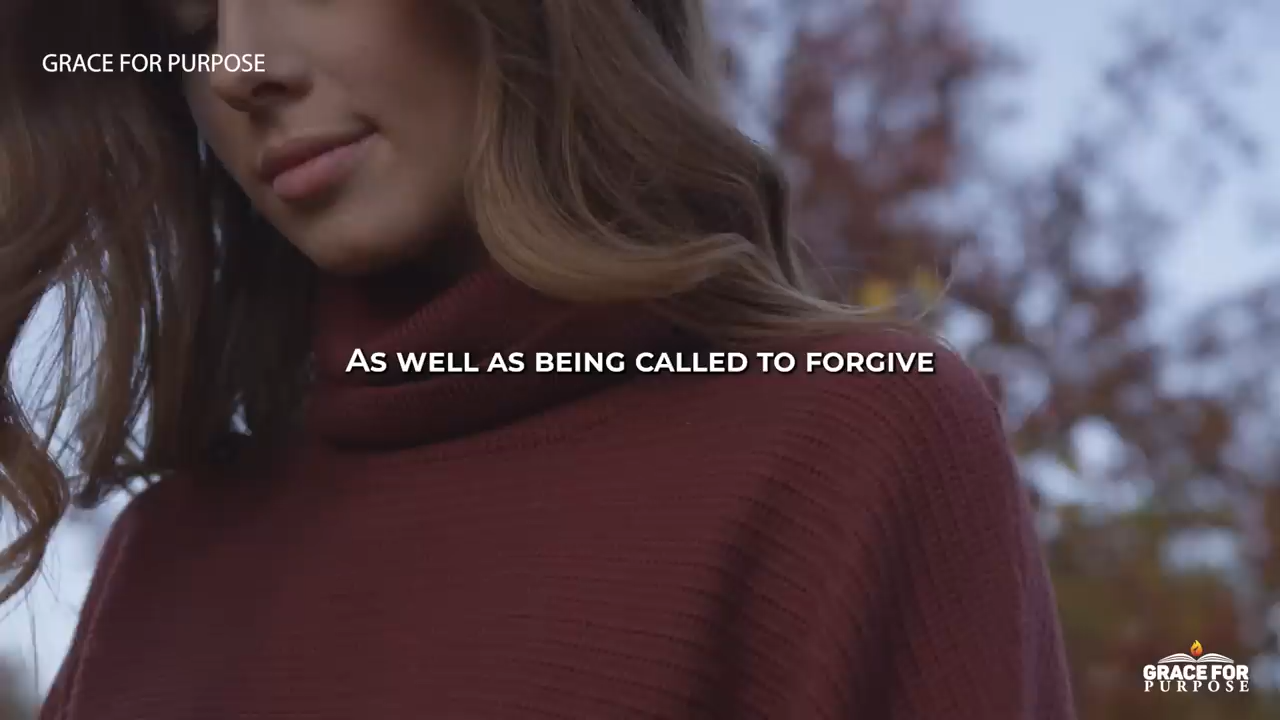 GRACE FOR PURPOSE
As well as being called to forgive
GRACE FOR
PURPOSE